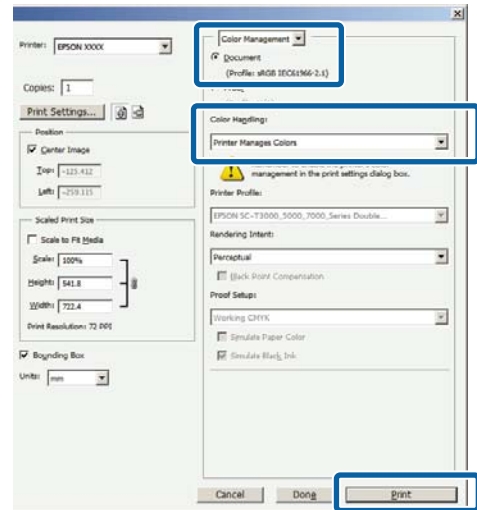 Printer: EPSON XXXX
Copies: 1
Print Settings...
Position
Center Image
Top: -125.412
Left: -259.115
Scaled Print Size
Scale to Fit Media
Scale: 100%
Height: 541.8
Width: 722.4
Print Resolution: 72 PPI
Bounding Box
Units: mm
Color Management
Document
(Profile: sRGB IEC61966-2.1)
Color Handling:
Printer Manages Colors
management in the print settings dialog box.
Printer Profile:
EPSON SC-T3000_5000_7000_Series Double...
Rendering Intent:
Perceptual
Black Point Compensation
Proof Setup:
Working CMYK
Simulate Paper Color
Simulate Black Ink
Cancel
Done
Print